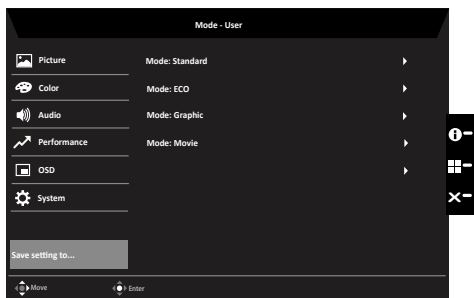 Mode - User
Picture
Mode: Standard
Color
Mode: ECO
Audio
Mode: Graphic
Performance
Mode: Movie
OSD
System
Save setting to...
Move
Enter